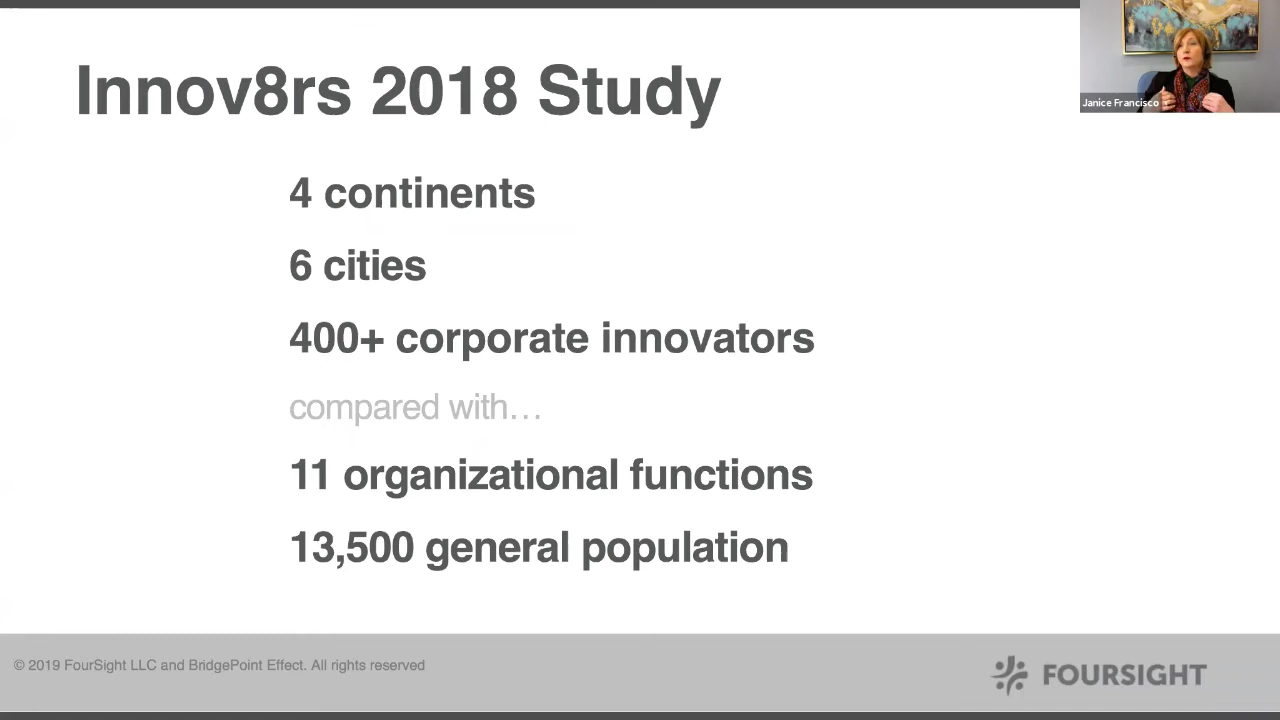 Innov8rs 2018 Study
Janice Francisco
4 continents
6 cities
400+ corporate innovators
compared with…
11 organizational functions
13,500 general population
© 2019 FourSight LLC and BridgePoint Effect. All rights reserved
FOURSIGHT